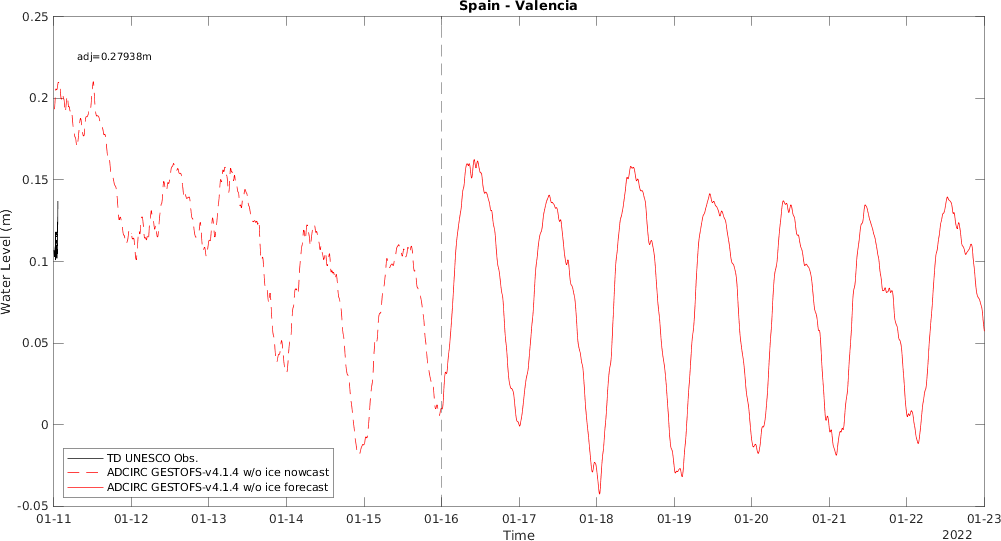 Spain - Valencia
0.25
0.2
0.15
0.1
0.05
0
-0.05
Water Level (m)
adj=0.27938m
TD UNESCO Obs.
ADCIRC GESTOFS-v4.1.4 w/o ice nowcast
ADCIRC GESTOFS-v4.1.4 w/o ice forecast
01-11 01-12 01-13 01-14 01-15 01-16 01-17 01-18 01-19 01-20 01-21 01-22 01-23
Time
2022